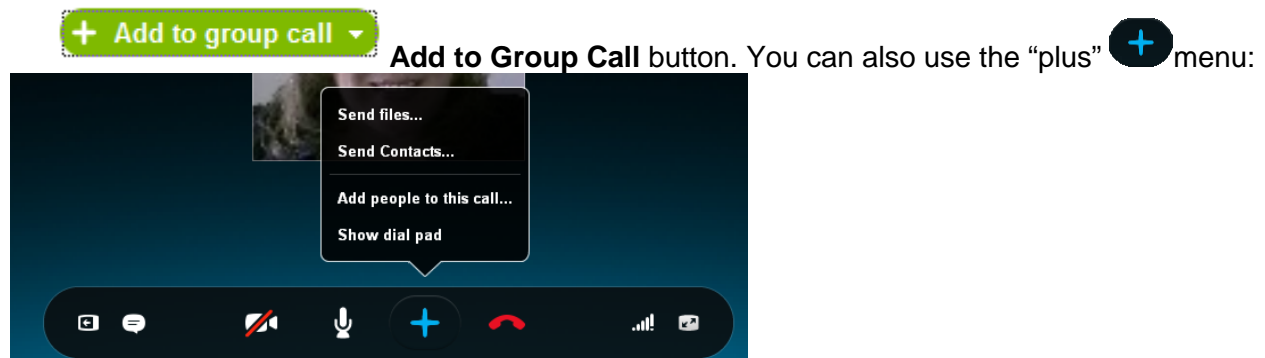 + Add to group call
Add to Group Call button. You can also use the “plus” menu:
Send files...
Send Contacts...
Add people to this call...
Show dial pad